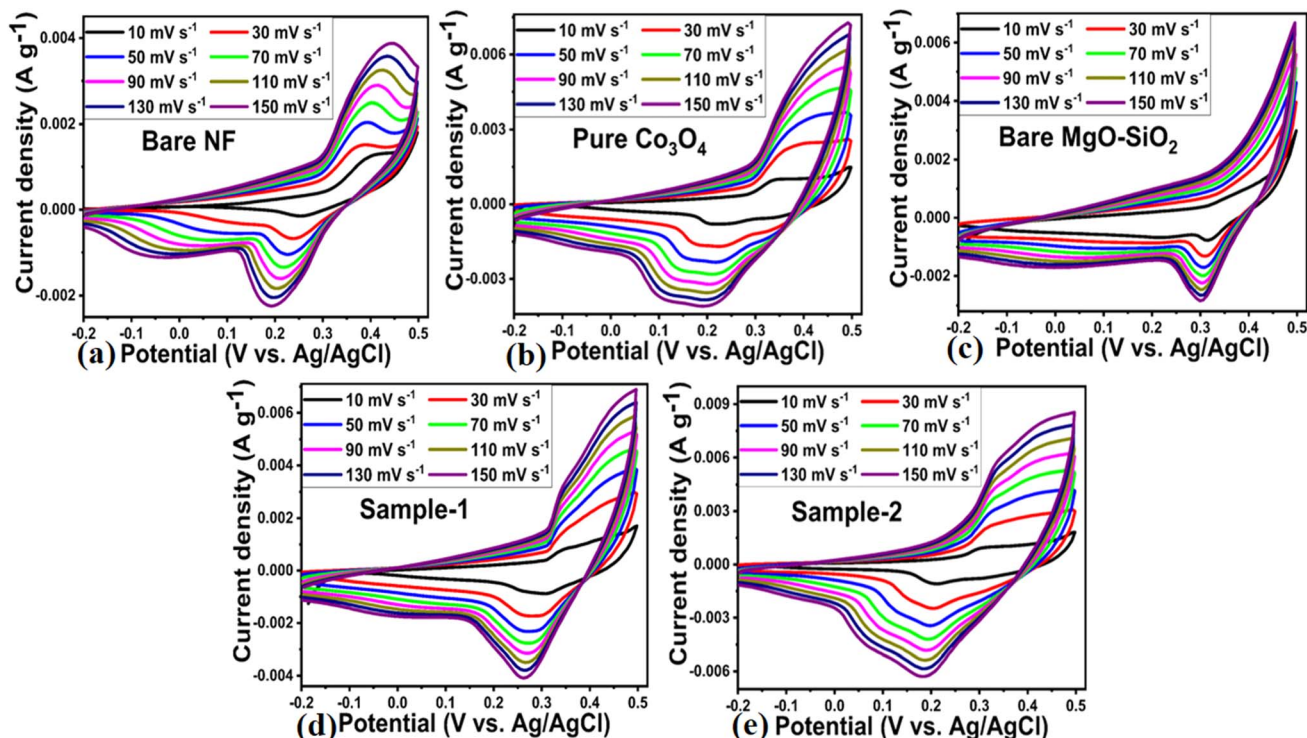 Current density (A g⁻¹)
0.004
0.002
0.000
-0.002
10 mV s⁻¹ 30 mV s⁻¹
50 mV s⁻¹ 70 mV s⁻¹
90 mV s⁻¹ 110 mV s⁻¹
130 mV s⁻¹ 150 mV s⁻¹
Bare NF
-0.2 -0.1 0.0 0.1 0.2 0.3 0.4 0.5
(a) Potential (V vs. Ag/AgCl)
Current density (A g⁻¹)
0.006
0.003
0.000
-0.003
10 mV s⁻¹ 30 mV s⁻¹
50 mV s⁻¹ 70 mV s⁻¹
90 mV s⁻¹ 110 mV s⁻¹
130 mV s⁻¹ 150 mV s⁻¹
Pure Co₃O₄
-0.2 -0.1 0.0 0.1 0.2 0.3 0.4 0.5
(b) Potential (V vs. Ag/AgCl)
Current density (A g⁻¹)
0.006
0.004
0.002
0.000
-0.002
10 mV s⁻¹ 30 mV s⁻¹
50 mV s⁻¹ 70 mV s⁻¹
90 mV s⁻¹ 110 mV s⁻¹
130 mV s⁻¹ 150 mV s⁻¹
Bare MgO-SiO₂
-0.2 -0.1 0.0 0.1 0.2 0.3 0.4 0.5
(c) Potential (V vs. Ag/AgCl)
Current density (A g⁻¹)
0.006
0.004
0.002
0.000
-0.002
-0.004
10 mV s⁻¹ 30 mV s⁻¹
50 mV s⁻¹ 70 mV s⁻¹
90 mV s⁻¹ 110 mV s⁻¹
130 mV s⁻¹ 150 mV s⁻¹
Sample-1
-0.2 -0.1 0.0 0.1 0.2 0.3 0.4 0.5
(d) Potential (V vs. Ag/AgCl)
Current density (A g⁻¹)
0.009
0.006
0.003
0.000
-0.003
-0.006
10 mV s⁻¹ 30 mV s⁻¹
50 mV s⁻¹ 70 mV s⁻¹
90 mV s⁻¹ 110 mV s⁻¹
130 mV s⁻¹ 150 mV s⁻¹
Sample-2
-0.2 -0.1 0.0 0.1 0.2 0.3 0.4 0.5
(e) Potential (V vs. Ag/AgCl)